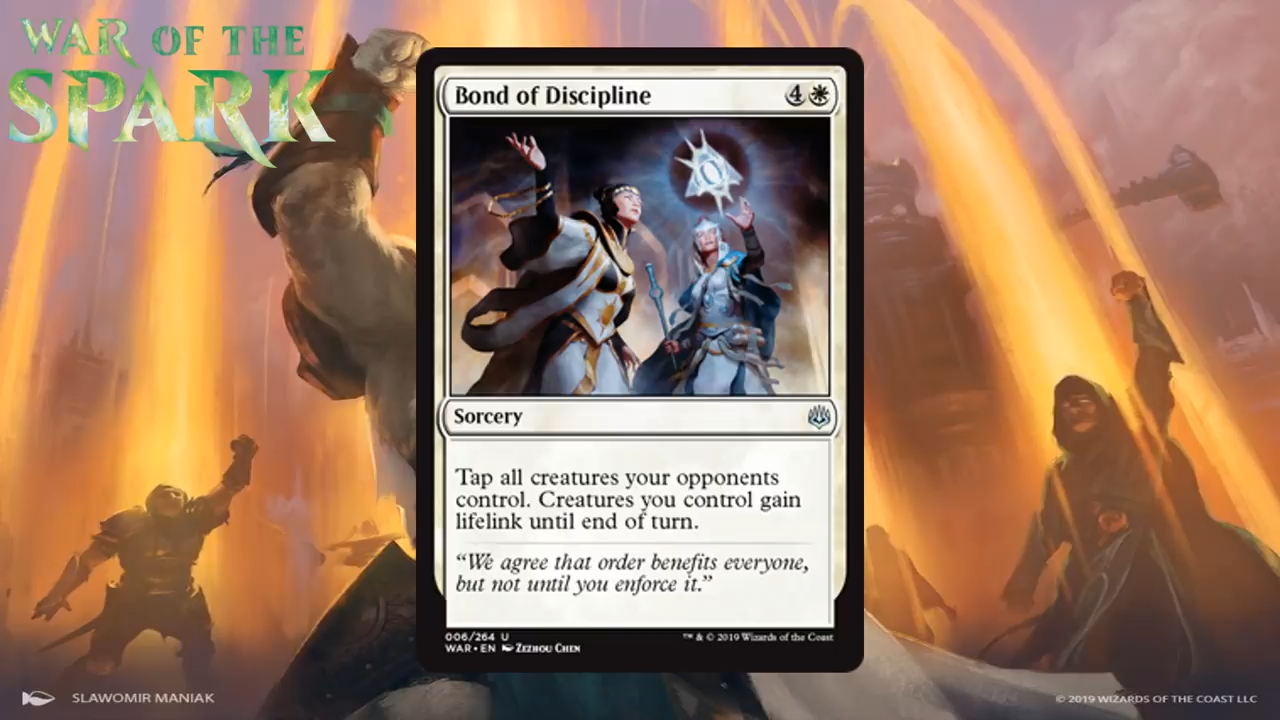 WAR OF THE
SPARK
Bond of Discipline
4
Sorcery
Tap all creatures your opponents
control. Creatures you control gain
lifelink until end of turn.
“We agree that order benefits everyone,
but not until you enforce it.”
006/264 U
WAR • EN ZEZHOU CHEN
™ & © 2019 Wizards of the Coast
SLAWOMIR MANIAK
© 2019 WIZARDS OF THE COAST LLC